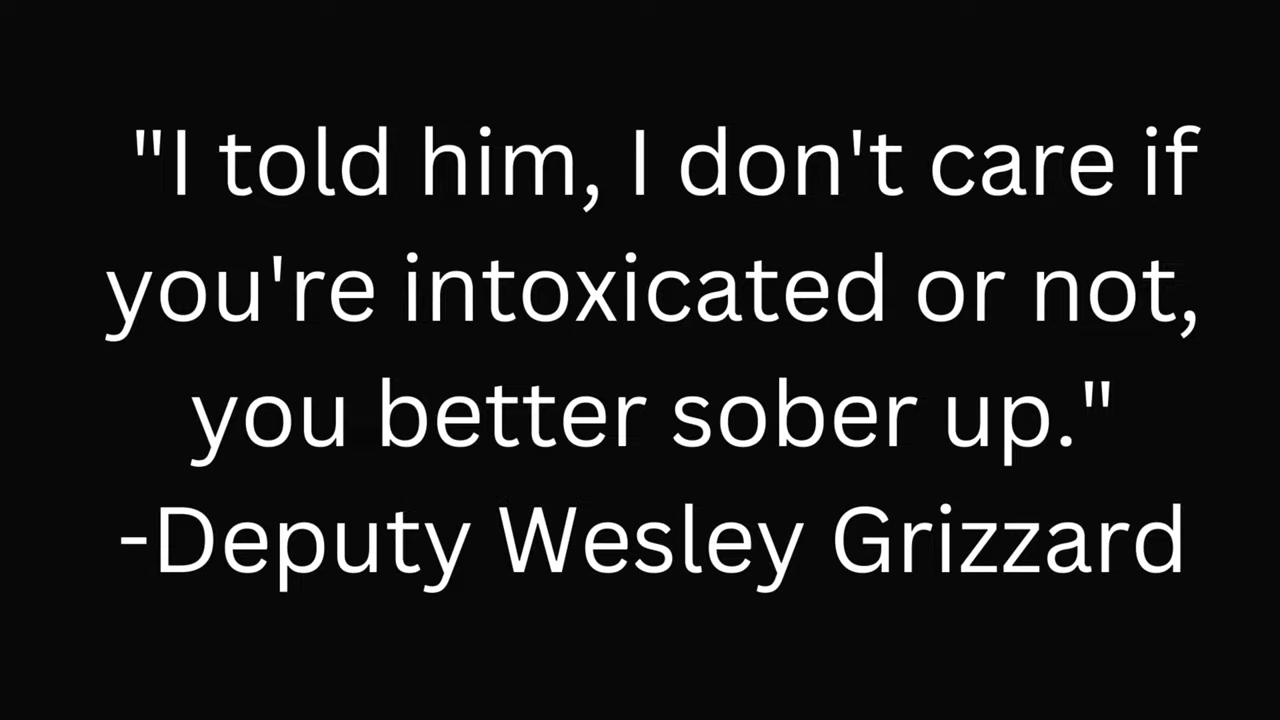 "I told him, I don't care if
you're intoxicated or not,
you better sober up."
-Deputy Wesley Grizzard